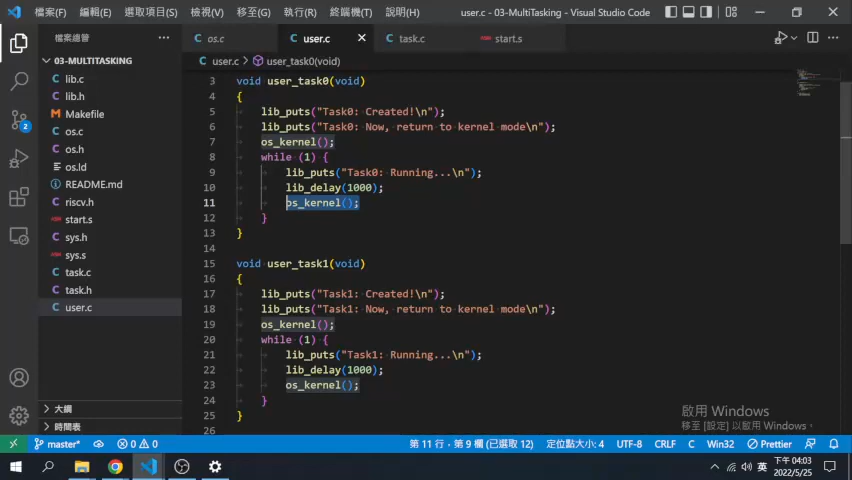 檔案(F) 編輯(E) 選取項目(S) 檢視(V) 移至(G) 執行(R) 終端機(T) 說明(H) user.c - 03-MultiTasking - Visual Studio Code
檔案總管 ··· os.c user.c task.c start.s
03-MULTITASKING
user.c > user_task0(void)
lib.c
lib.h
Makefile
os.c
os.h
os.ld
README.md
riscv.h
start.s
sys.h
sys.s
task.c
task.h
user.c
大綱
時間表
2
3 void user_task0(void)
4 {
5 lib_puts("Task0: Created!\n");
6 lib_puts("Task0: Now, return to kernel mode\n");
7 os_kernel();
8 while (1) {
9 lib_puts("Task0: Running...\n");
10 lib_delay(1000);
11 os_kernel();
12 }
13 }
14
15 void user_task1(void)
16 {
17 lib_puts("Task1: Created!\n");
18 lib_puts("Task1: Now, return to kernel mode\n");
19 os_kernel();
20 while (1) {
21 lib_puts("Task1: Running...\n");
22 lib_delay(1000);
23 os_kernel();
24 }
25 }
26
啟用 Windows
移至 [設定] 以啟用 Windows。
master* 0 0 第 11 行，第 9 欄 (已選取 12) 定位點大小: 4 UTF-8 CRLF C Win32 Prettier
英 下午 04:03
2022/5/25